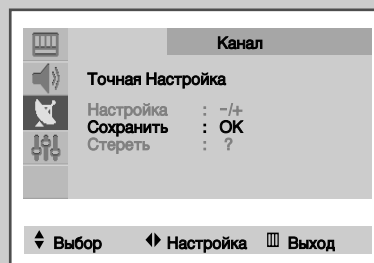 Канал
Точная Настройка
Настройка : -/+
Сохранить : OK
Стереть : ?
Выбор Настройка Выход